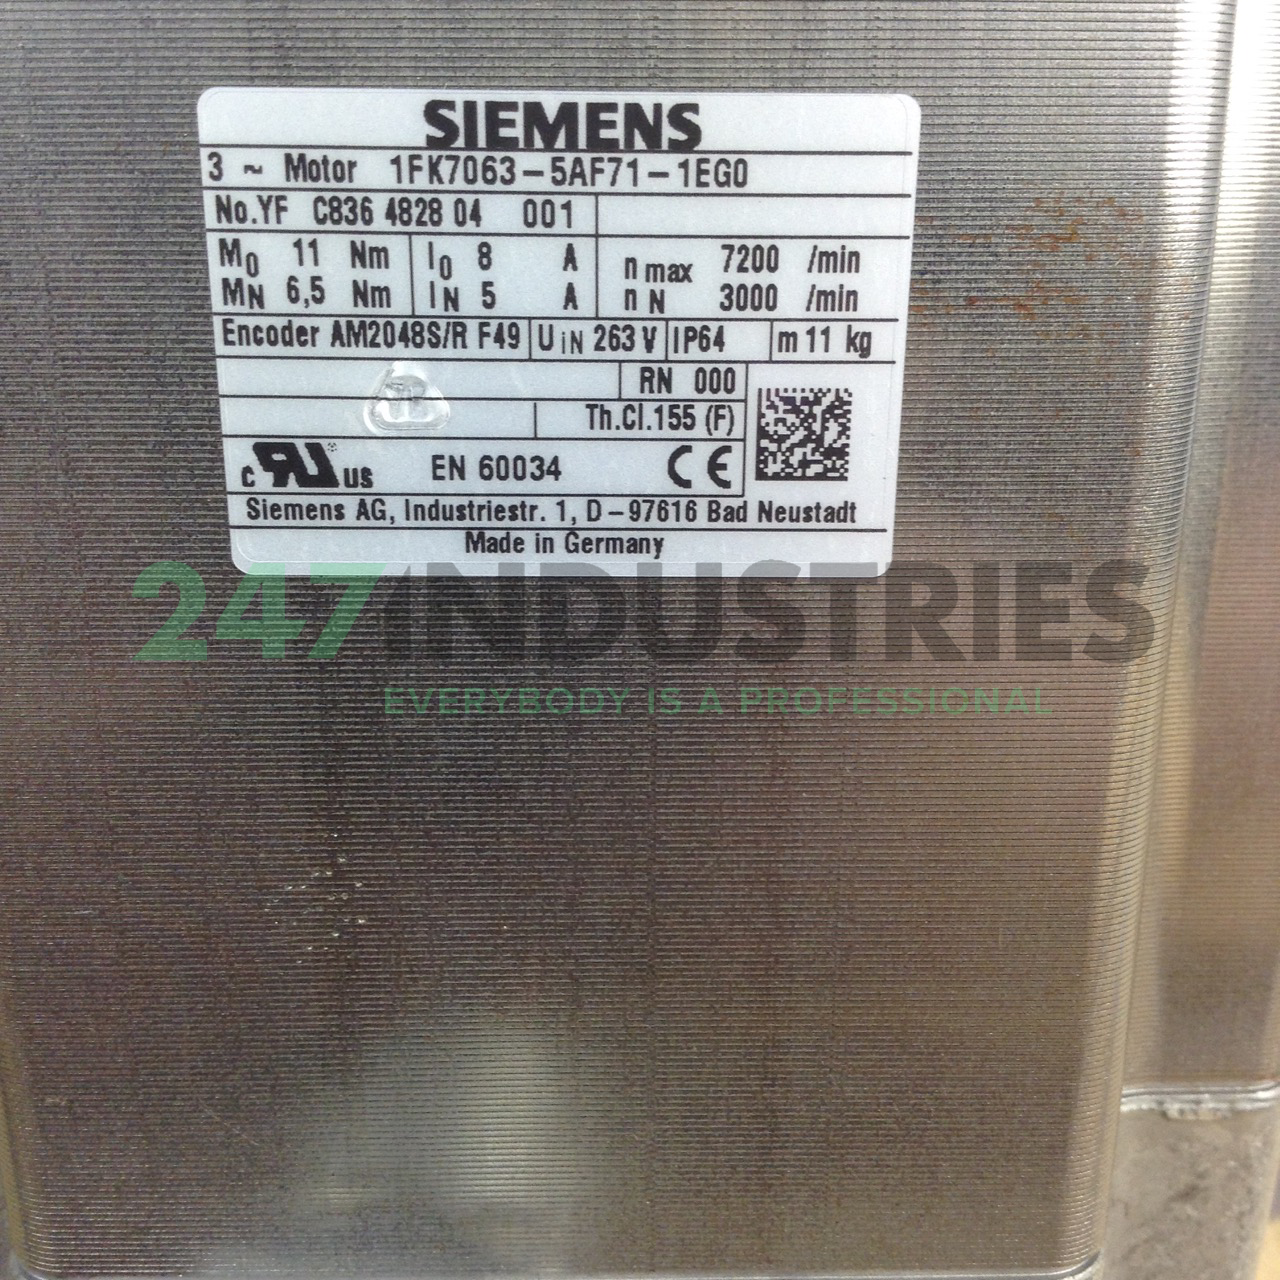 SIEMENS
3 ~ Motor 1FK7063-5AF71-1EG0
No.YF C836 4828 04 001
M0 11 Nm I0 8 A n max 7200 /min
MN 6,5 Nm IN 5 A n N 3000 /min
Encoder AM2048S/R F49 UiN 263 V IP64 m 11 kg
RN 000
Th.Cl.155 (F)
c RU US EN 60034 CE
Siemens AG, Industriestr. 1, D-97616 Bad Neustadt
Made in Germany
247INDUSTRIES
EVERYBODY IS A PROFESSIONAL